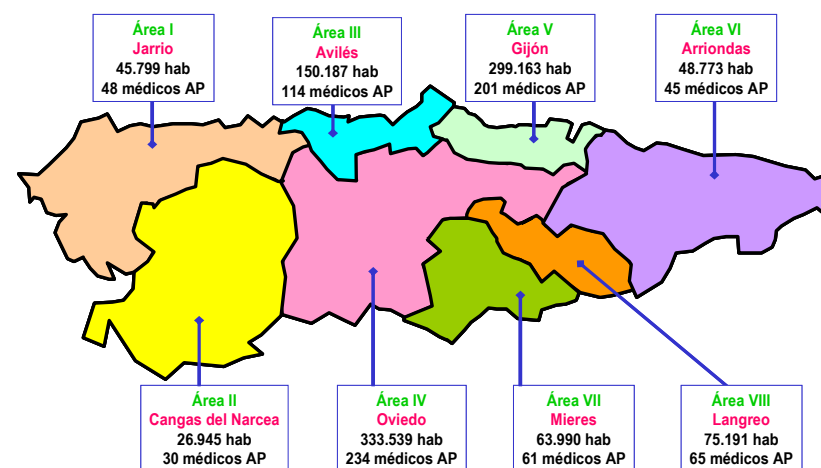 Área I
Jarrio
45.799 hab
48 médicos AP
Área III
Avilés
150.187 hab
114 médicos AP
Área V
Gijón
299.163 hab
201 médicos AP
Área VI
Arriondas
48.773 hab
45 médicos AP
Área II
Cangas del Narcea
26.945 hab
30 médicos AP
Área IV
Oviedo
333.539 hab
234 médicos AP
Área VII
Mieres
63.990 hab
61 médicos AP
Área VIII
Langreo
75.191 hab
65 médicos AP